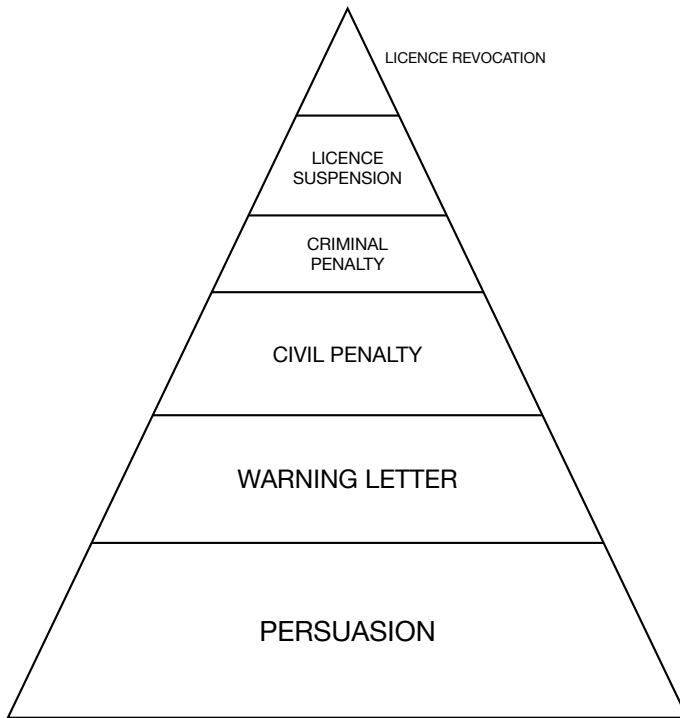 LICENCE REVOCATION
LICENCE
SUSPENSION
CRIMINAL
PENALTY
CIVIL PENALTY
WARNING LETTER
PERSUASION